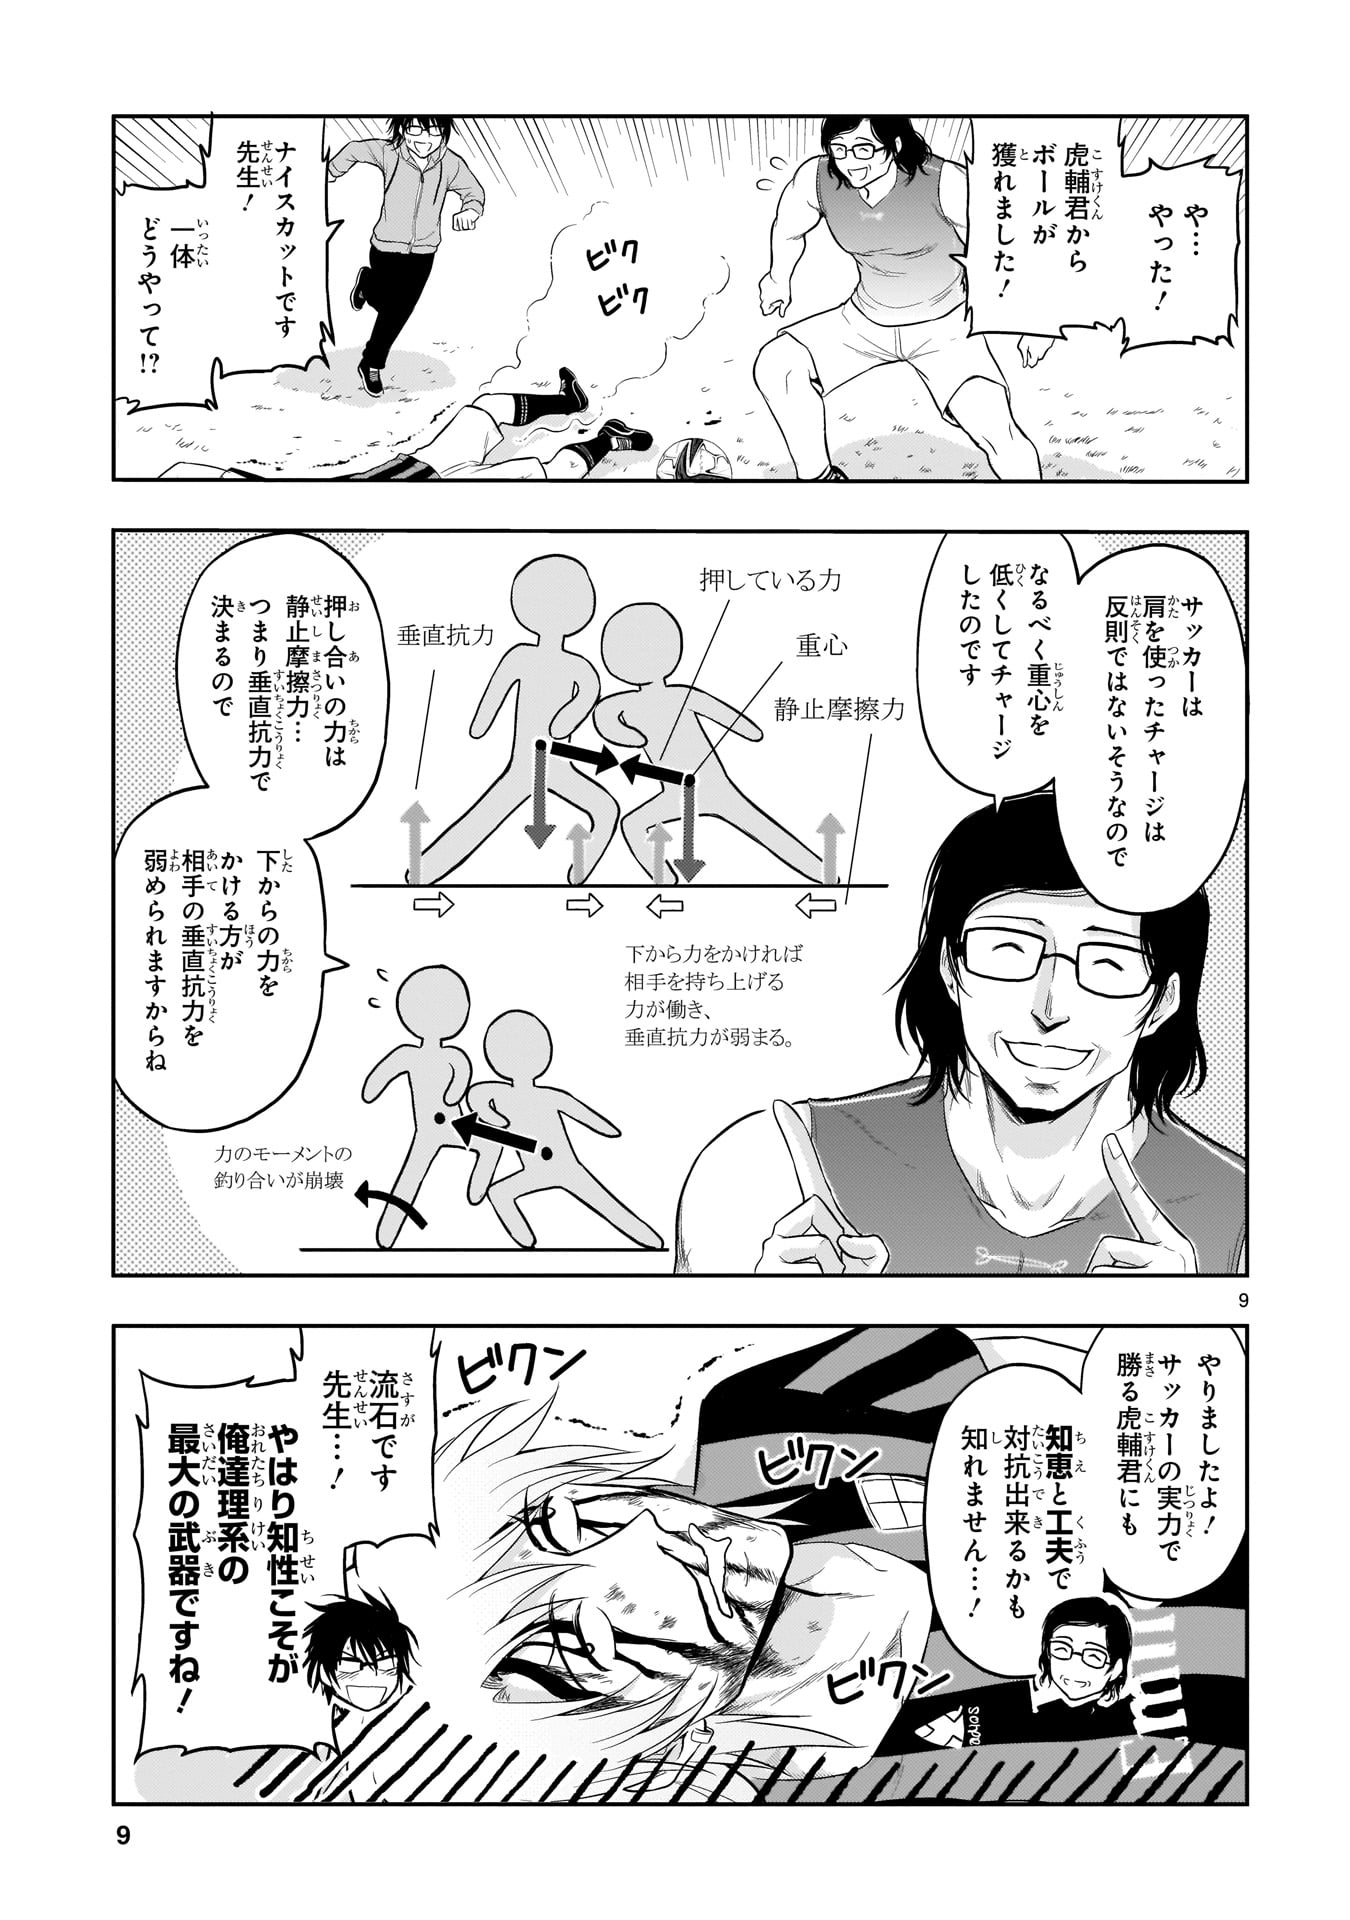 や…
やった!
虎輔君から
ボールが
獲れました!
ビク
ビク
ナイスカットです
先生!
一体
どうやって!?
サッカーは
肩を使ったチャージは
反則ではないそうなので
なるべく重心を
低くしてチャージ
したのです
押している力
重心
静止摩擦力
垂直抗力
押し合いの力は
静止摩擦力…
つまり垂直抗力で
決まるので
下からの力を
かける方が
相手の垂直抗力を
弱められますからね
下から力をかければ
相手を持ち上げる
力が働き、
垂直抗力が弱まる。
力のモーメントの
釣り合いが崩壊
9
やりましたよ!
サッカーの実力で
勝る虎輔君にも
知恵と工夫で
対抗出来るかも
知れません…!
ビクン
ビクン
ビクン
流石です
先生…!
やはり知性こそが
俺達理系の
最大の武器ですね!
9